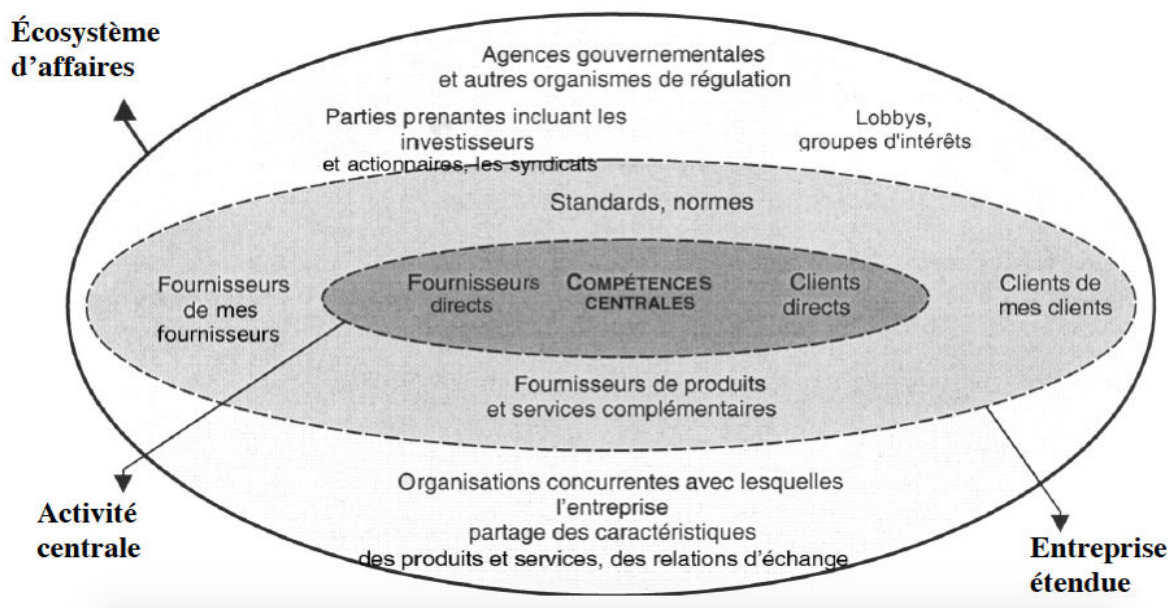 Écosystème
d'affaires
Agences gouvernementales
et autres organismes de régulation
Parties prenantes incluant les
investisseurs
et actionnaires, les syndicats
Lobbys,
groupes d'intérêts
Standards, normes
Fournisseurs
de mes
fournisseurs
Fournisseurs
directs
COMPÉTENCES
CENTRALES
Clients
directs
Clients de
mes clients
Fournisseurs de produits
et services complémentaires
Organisations concurrentes avec lesquelles
l'entreprise
partage des caractéristiques
des produits et services, des relations d'échange
Activité
centrale
Entreprise
étendue